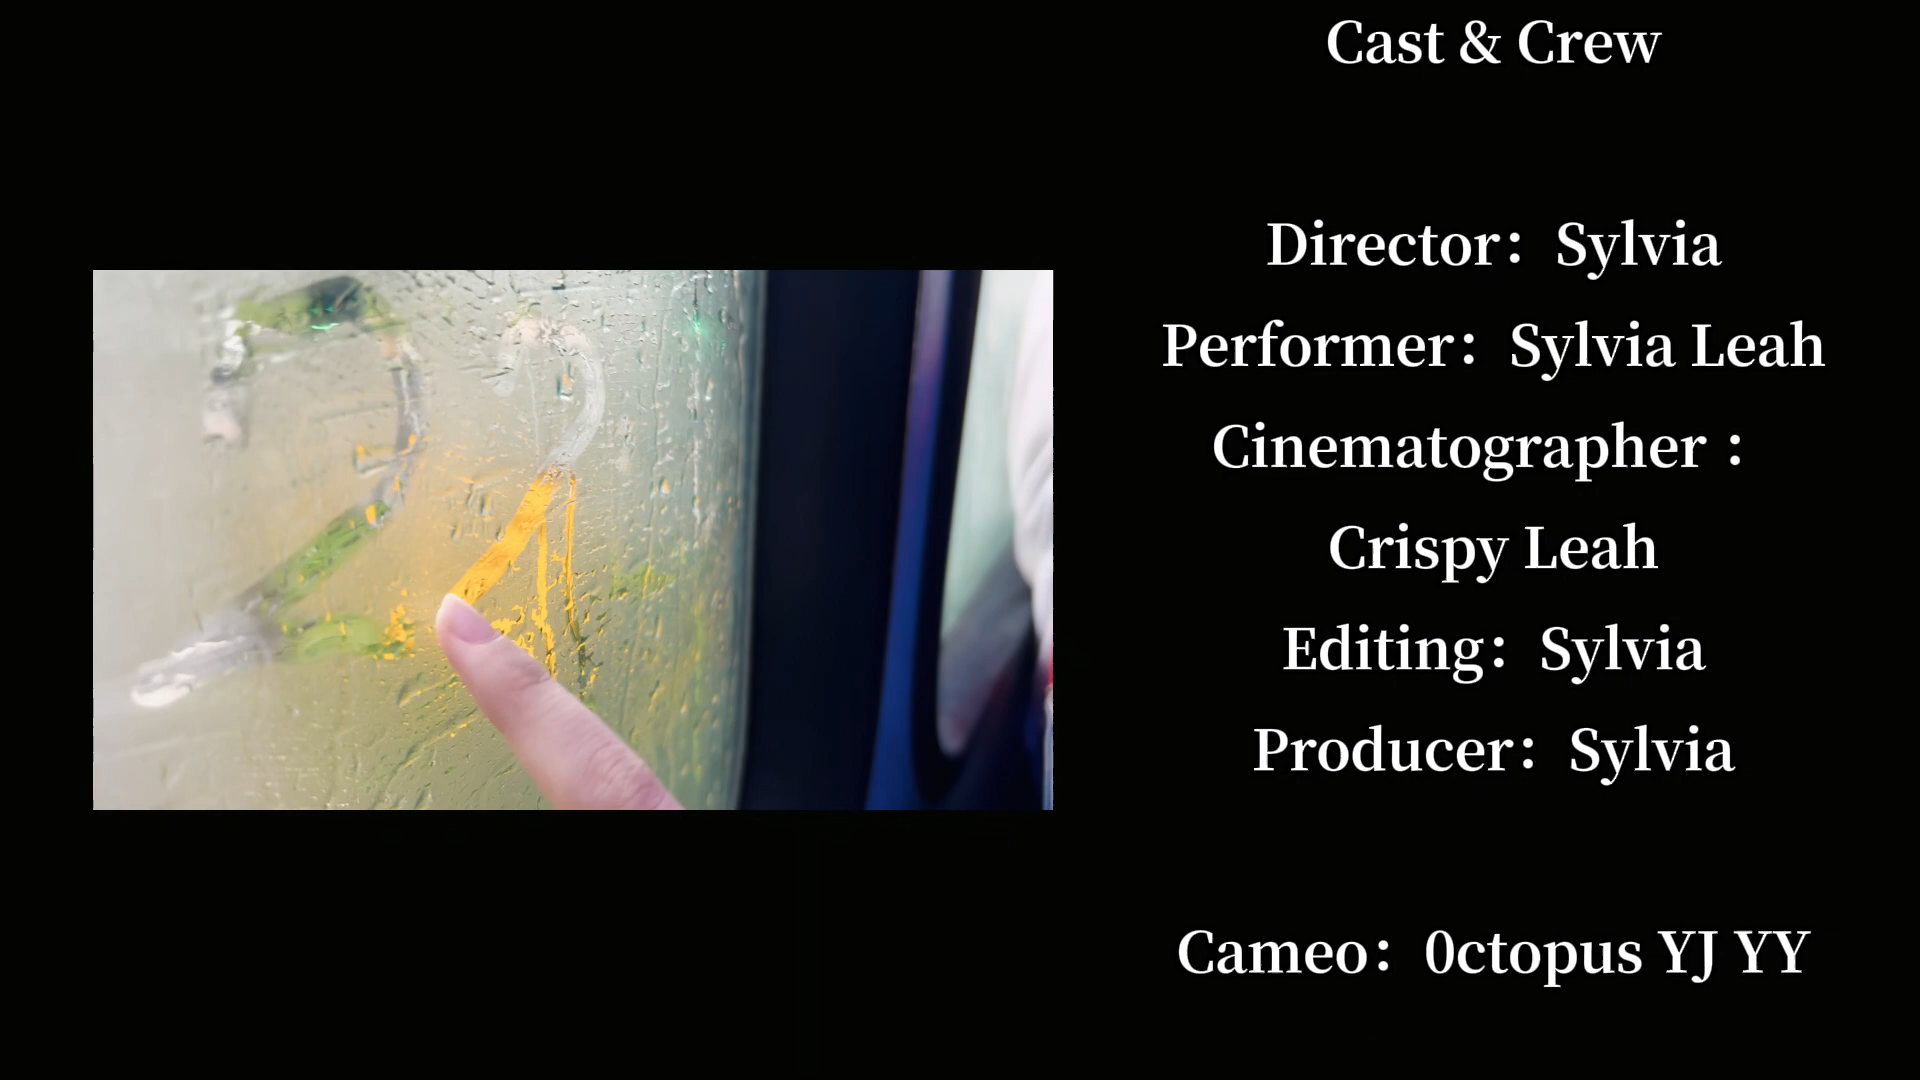 Cast & Crew
Director： Sylvia
Performer： Sylvia Leah
Cinematographer：
Crispy Leah
Editing： Sylvia
Producer： Sylvia
Cameo： 0ctopus YJ YY